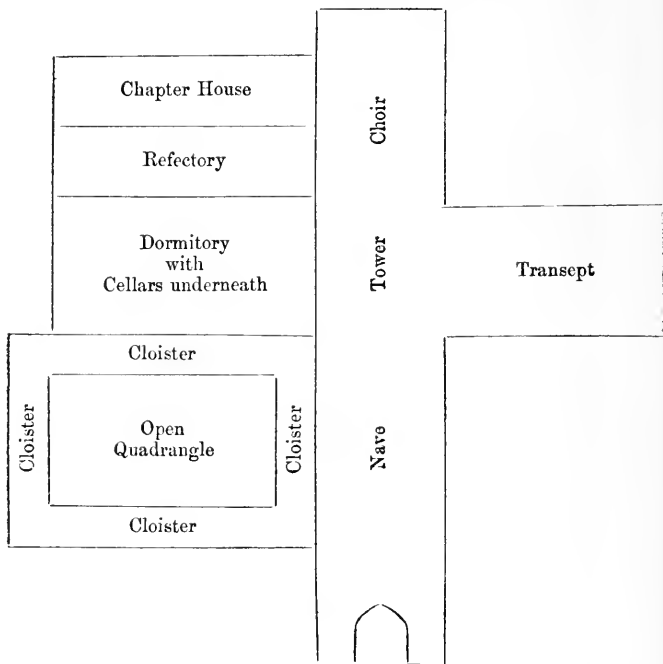 Chapter House
Choir
Refectory
Dormitory
with
Cellars underneath
Tower
Transept
Cloister
Cloister
Open
Quadrangle
Cloister
Nave
Cloister